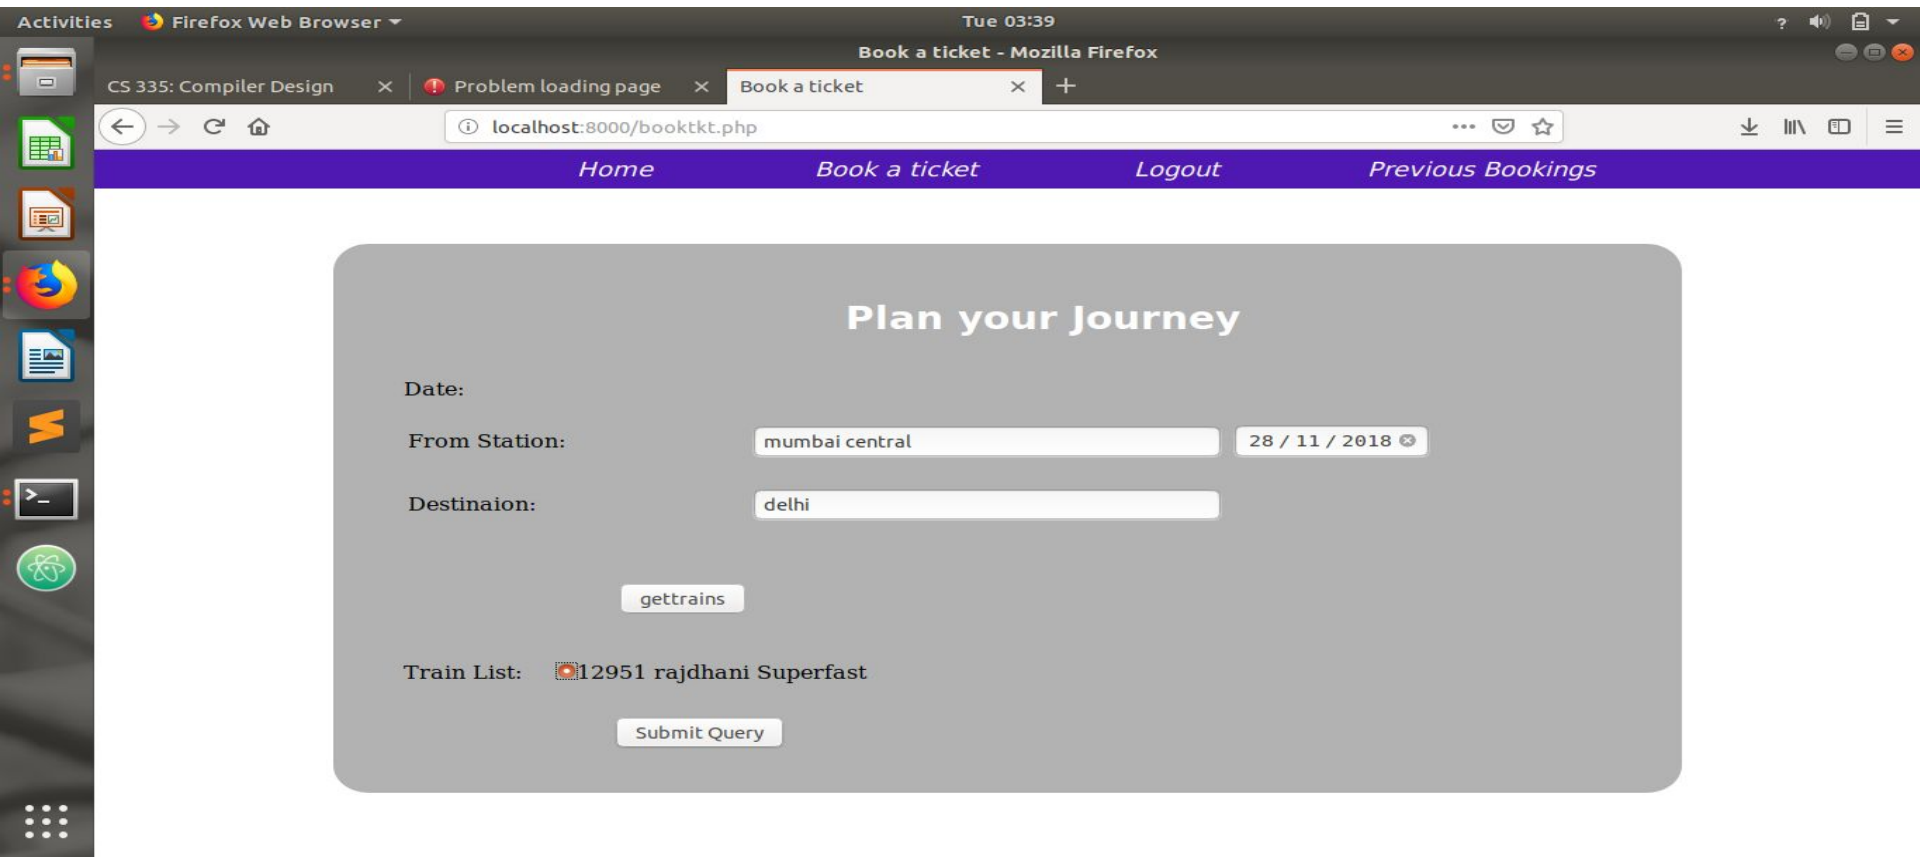 Activities Firefox Web Browser Tue 03:39 ?
Book a ticket - Mozilla Firefox
CS 335: Compiler Design Problem loading page Book a ticket
localhost:8000/booktkt.php
Home Book a ticket Logout Previous Bookings
Plan your Journey
Date:
From Station: mumbai central 28 / 11 / 2018
Destinaion: delhi
gettrains
Train List: 12951 rajdhani Superfast
Submit Query